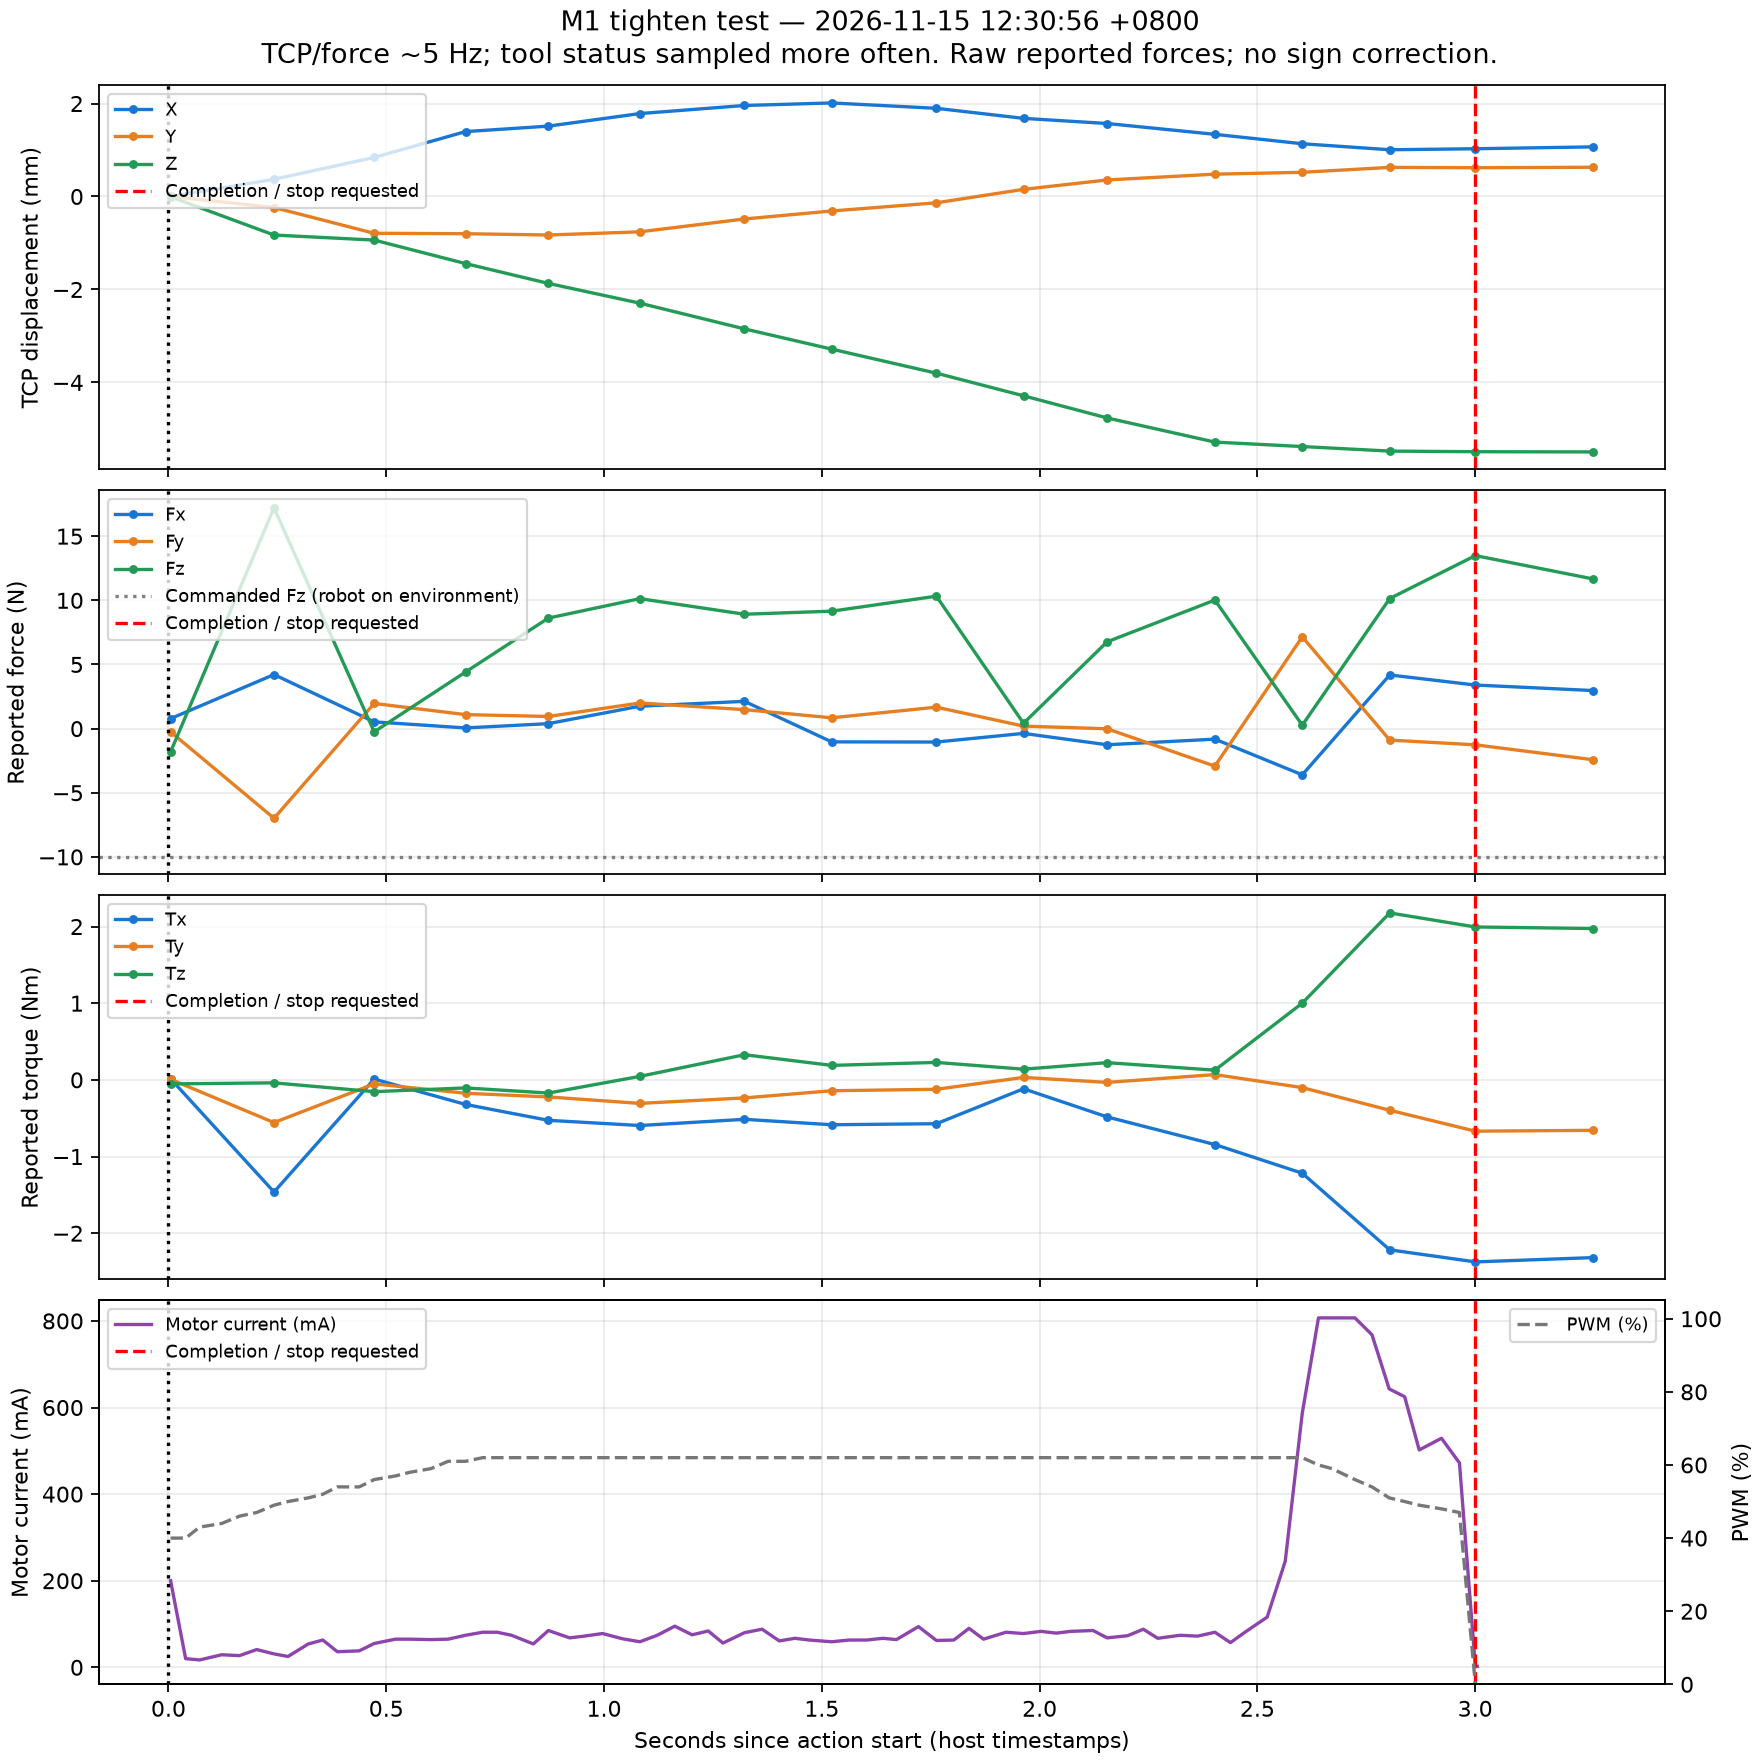 M1 tighten test — 2026-11-15 12:30:56 +0800
TCP/force ~5 Hz; tool status sampled more often. Raw reported forces; no sign correction.
TCP displacement (mm)
2
0
−2
−4
X
Y
Z
Completion / stop requested
Reported force (N)
15
10
5
0
−5
−10
Fx
Fy
Fz
Commanded Fz (robot on environment)
Completion / stop requested
Reported torque (Nm)
2
1
0
−1
−2
Tx
Ty
Tz
Completion / stop requested
Motor current (mA)
800
600
400
200
0
Motor current (mA)
Completion / stop requested
PWM (%)
100
80
60
40
20
0
PWM (%)
0.0 0.5 1.0 1.5 2.0 2.5 3.0
Seconds since action start (host timestamps)